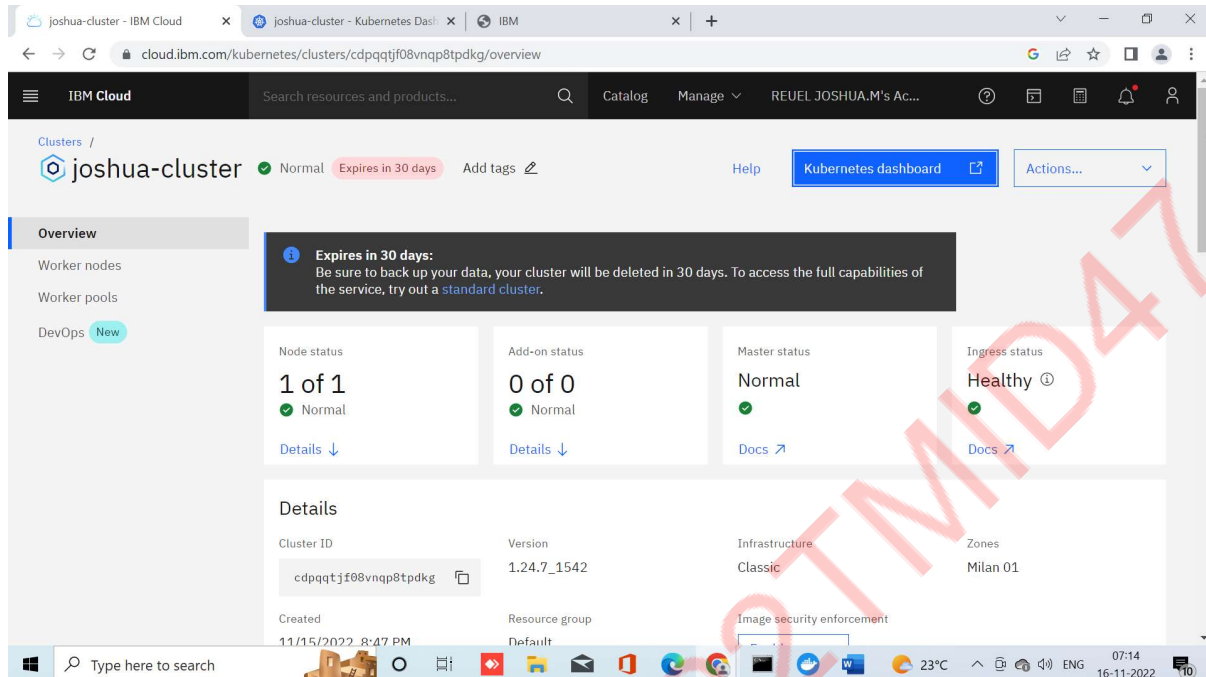 joshua-cluster - IBM Cloud
joshua-cluster - Kubernetes Dash
IBM
cloud.ibm.com/kubernetes/clusters/cdpqqtjf08vnqp8tpdkg/overview
IBM Cloud
Search resources and products...
Catalog
Manage
REUEL JOSHUA.M's Ac...
Clusters /
joshua-cluster
Normal
Expires in 30 days
Add tags
Help
Kubernetes dashboard
Actions...
Overview
Worker nodes
Worker pools
DevOps New
Expires in 30 days:
Be sure to back up your data, your cluster will be deleted in 30 days. To access the full capabilities of
the service, try out a standard cluster.
Node status
1 of 1
Normal
Details
Add-on status
0 of 0
Normal
Details
Master status
Normal
Docs
Ingress status
Healthy
Docs
Details
Cluster ID
cdpqqtjf08vnqp8tpdkg
Version
1.24.7_1542
Infrastructure
Classic
Zones
Milan 01
Created
11/15/2022, 8:47 PM
Resource group
Default
Image security enforcement
2TMID47
Type here to search
23°C
ENG
07:14
16-11-2022
10